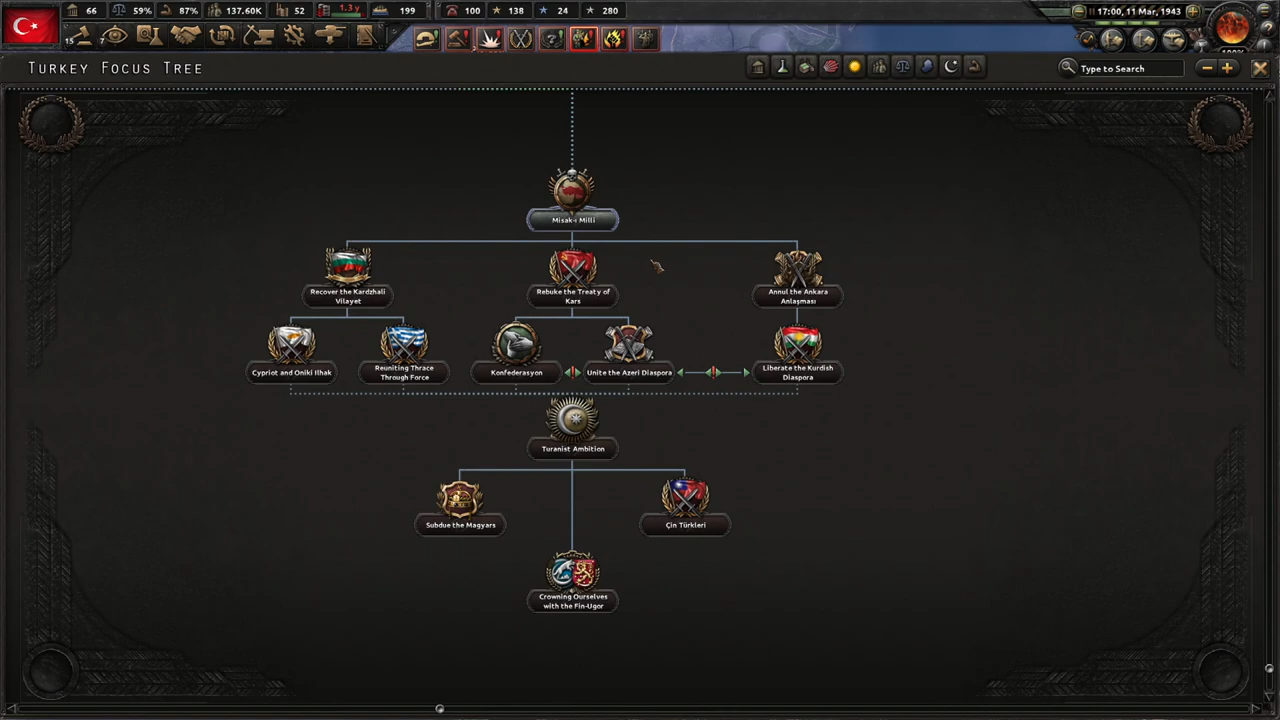 66 59% 87% 137.60K 52 1.3 y 199 100 138 24 280
17:00, 11 Mar, 1943
15 7
100%
Turkey Focus Tree
Type to Search
Misak-ı Milli
Recover the Kardzhali
Vilayet
Rebuke the Treaty of
Kars
Annul the Ankara
Anlaşması
Cypriot and Oniki Ilhak
Reuniting Thrace
Through Force
Konfederasyon
Unite the Azeri Diaspora
Liberate the Kurdish
Diaspora
Turanist Ambition
Subdue the Magyars
Çin Türkleri
Crowning Ourselves
with the Fin-Ugor